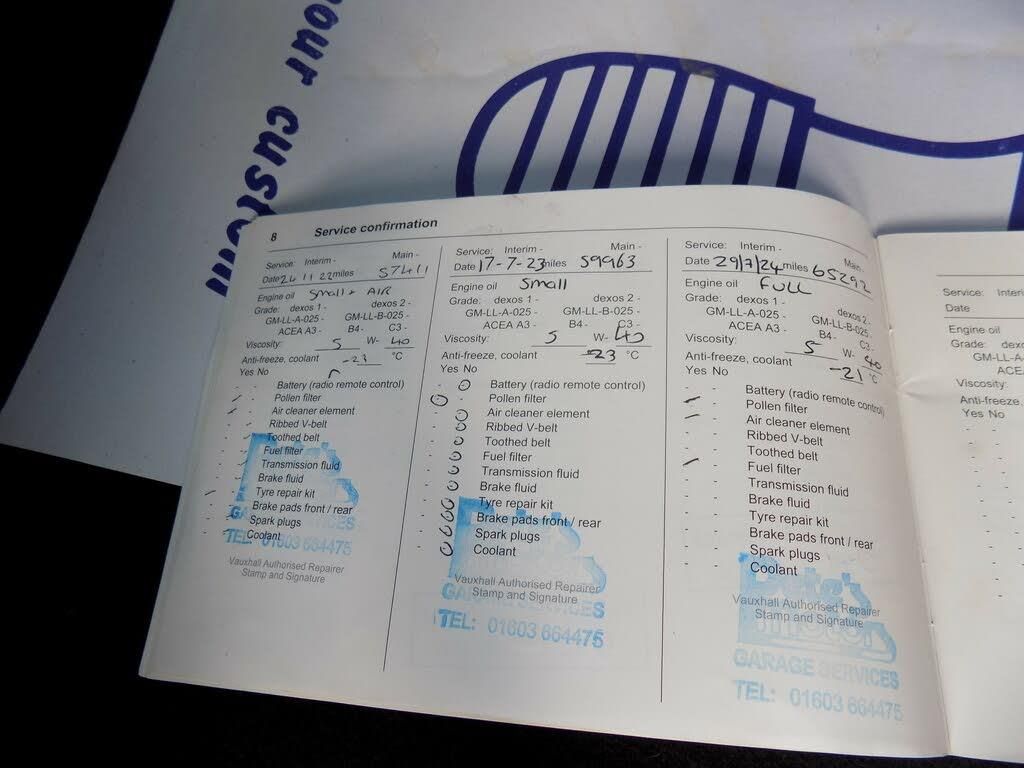 our custom
8 Service confirmation
Service: Interim - Main -
Date 24 11 22 miles 57411
Engine oil Small + AIR
Grade: dexos 1 - dexos 2 -
GM-LL-A-025 - GM-LL-B-025 -
ACEA A3 - B4- C3 -
Viscosity: 5 W- 40
Anti-freeze, coolant -23 °C
Yes No
- - Battery (radio remote control)
- Pollen filter
- Air cleaner element
- - Ribbed V-belt
- - Toothed belt
- Fuel filter
- - Transmission fluid
- - Brake fluid
- Tyre repair kit
- - Brake pads front / rear
- - Spark plugs
- - Coolant
GARAGE SERVICES
TEL: 01603 664475
Vauxhall Authorised Repairer
Stamp and Signature
Service: Interim - Main -
Date 17-7-23 miles 59963
Engine oil Small
Grade: dexos 1 - dexos 2 -
GM-LL-A-025 - GM-LL-B-025 -
ACEA A3 - B4- C3 -
Viscosity: 5 W- 40
Anti-freeze, coolant -23 °C
Yes No
- Battery (radio remote control)
- Pollen filter
- Air cleaner element
- Ribbed V-belt
- Toothed belt
- Fuel filter
- Transmission fluid
- Brake fluid
- Tyre repair kit
- Brake pads front / rear
- Spark plugs
- Coolant
Vauxhall Authorised Repairer
Stamp and Signature
GARAGE SERVICES
TEL: 01603 664475
Service: Interim - Main -
Date 29/7/24 miles 65292
Engine oil FULL
Grade: dexos 1 - dexos 2 -
GM-LL-A-025 - GM-LL-B-025 -
ACEA A3 - B4- C3 -
Viscosity: 5 W- 40
Anti-freeze, coolant -21 °C
Yes No
- - Battery (radio remote control)
- Pollen filter
- Air cleaner element
- - Ribbed V-belt
- - Toothed belt
- Fuel filter
- - Transmission fluid
- - Brake fluid
- - Tyre repair kit
- - Brake pads front / rear
- - Spark plugs
- - Coolant
Vauxhall Authorised Repairer
Stamp and Signature
motor
GARAGE SERVICES
TEL: 01603 664475
Service: Interi
Date
Engine oil
Grade: dexo
GM-LL-A
ACEA
Viscosity:
Anti-freeze,
Yes No